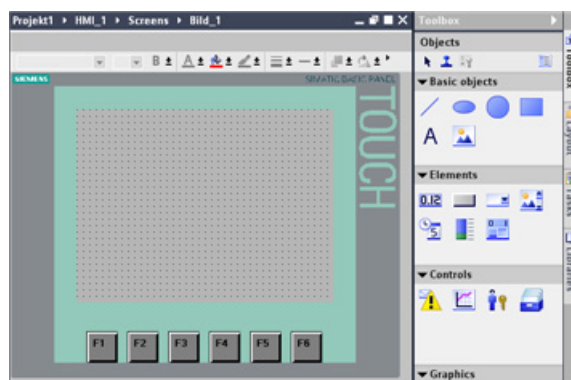 Projekt1 ▸ HMI_1 ▸ Screens ▸ Bild_1
Toolbox
Objects
B
A
SIEMENS
SIMATIC BASIC PANEL
TOUCH
Basic objects
A
Elements
0.12
5
Controls
Graphics
F1 F2 F3 F4 F5 F6
Toolbox
Layout
Tasks
Libraries